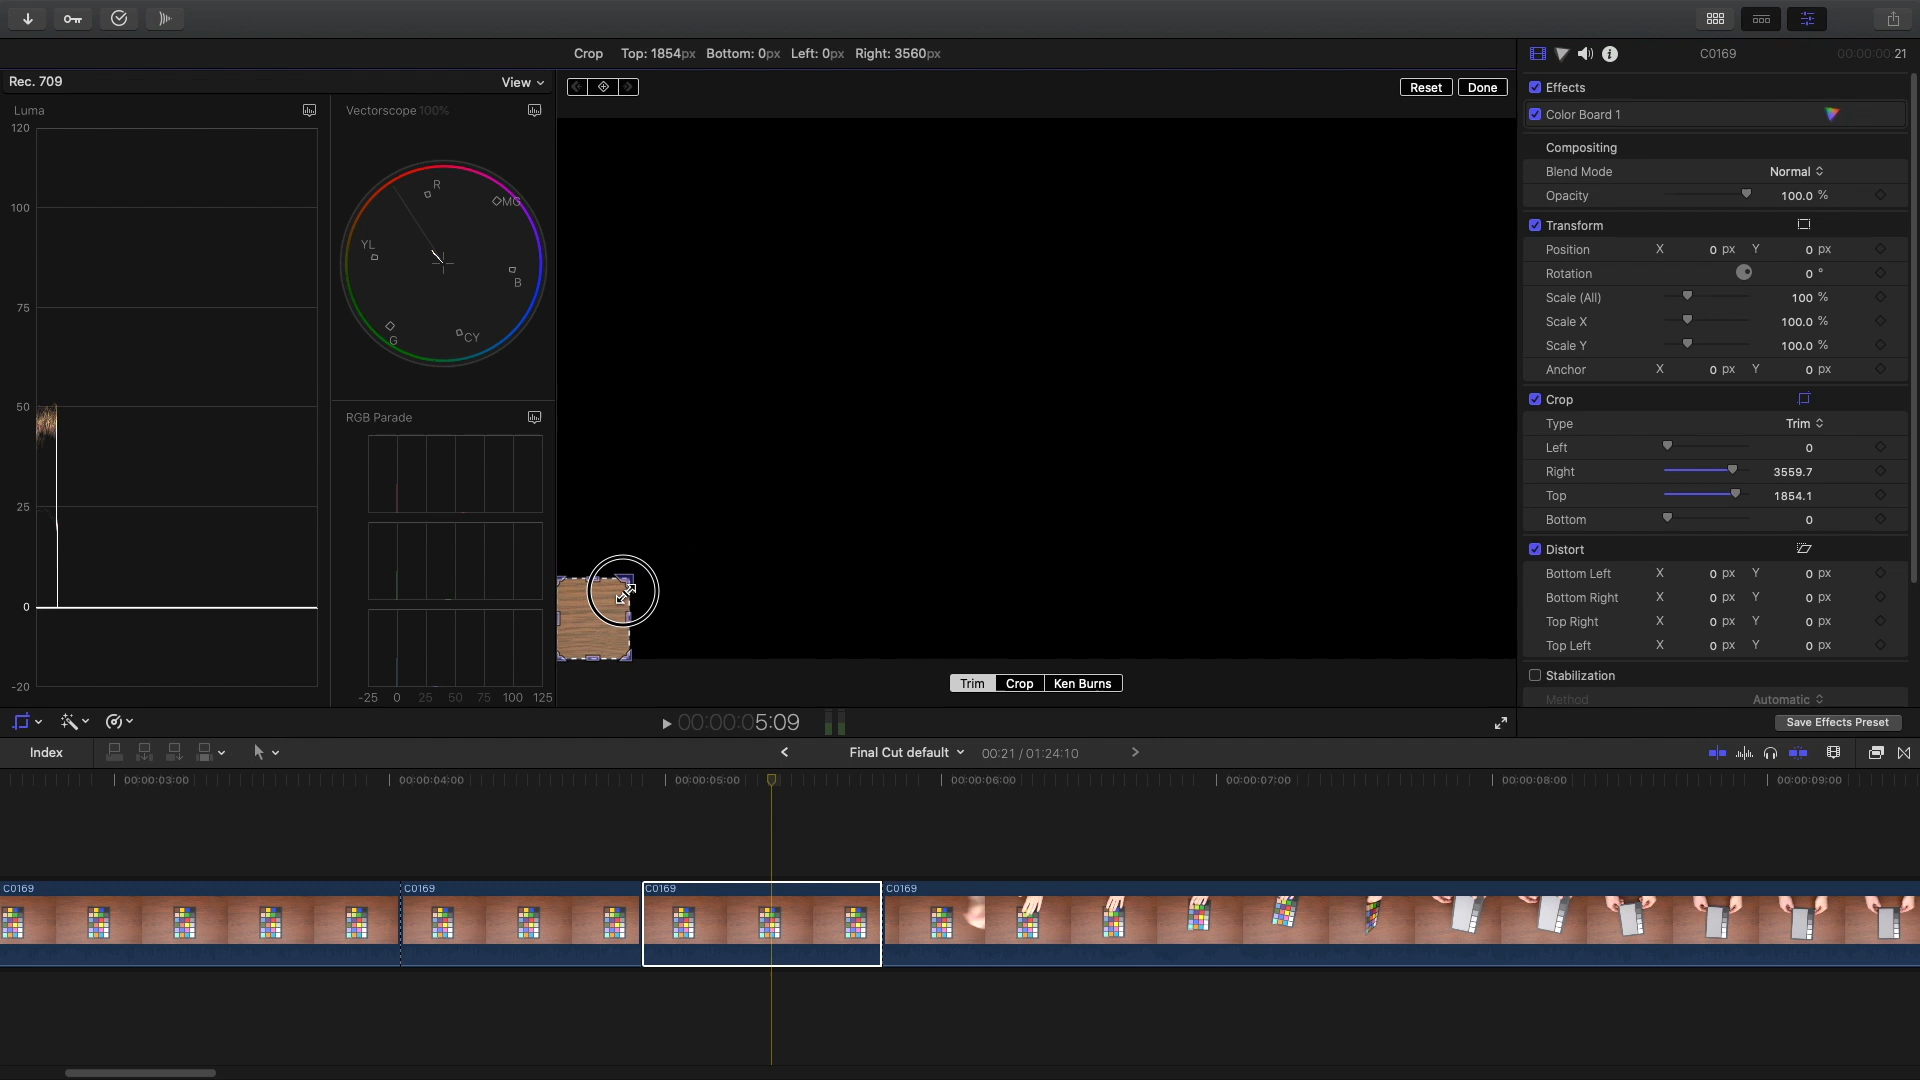 Crop Top: 1854px Bottom: 0px Left: 0px Right: 3560px
C0169 00:00:00:21
Rec. 709 View
Reset Done
Effects
Color Board 1
Luma
Vectorscope 100%
120
100
75
50
25
0
-20
R
MG
YL
B
G
CY
RGB Parade
-25 0 25 50 75 100 125
Compositing
Blend Mode Normal
Opacity 100.0 %
Transform
Position X 0 px Y 0 px
Rotation 0 °
Scale (All) 100 %
Scale X 100.0 %
Scale Y 100.0 %
Anchor X 0 px Y 0 px
Crop
Type Trim
Left 0
Right 3559.7
Top 1854.1
Bottom 0
Distort
Bottom Left X 0 px Y 0 px
Bottom Right X 0 px Y 0 px
Top Right X 0 px Y 0 px
Top Left X 0 px Y 0 px
Stabilization
Method Automatic
Trim Crop Ken Burns
00:00:05:09
Save Effects Preset
Index
Final Cut default 00:21 / 01:24:10
00:00:03:00 00:00:04:00 00:00:05:00 00:00:06:00 00:00:07:00 00:00:08:00 00:00:09:00
C0169 C0169 C0169 C0169